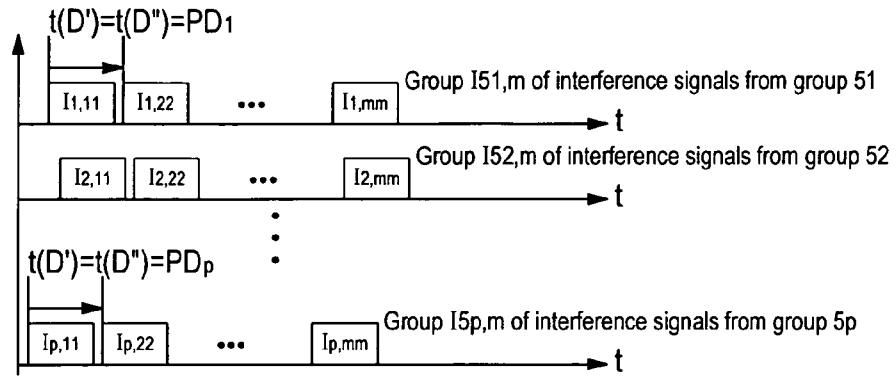 t(D')=t(D")=PD1
I1,11 I1,22 ... I1,mm Group I51,m of interference signals from group 51
t
I2,11 I2,22 ... I2,mm Group I52,m of interference signals from group 52
t
t(D')=t(D")=PDp
Ip,11 Ip,22 ... Ip,mm Group I5p,m of interference signals from group 5p
t